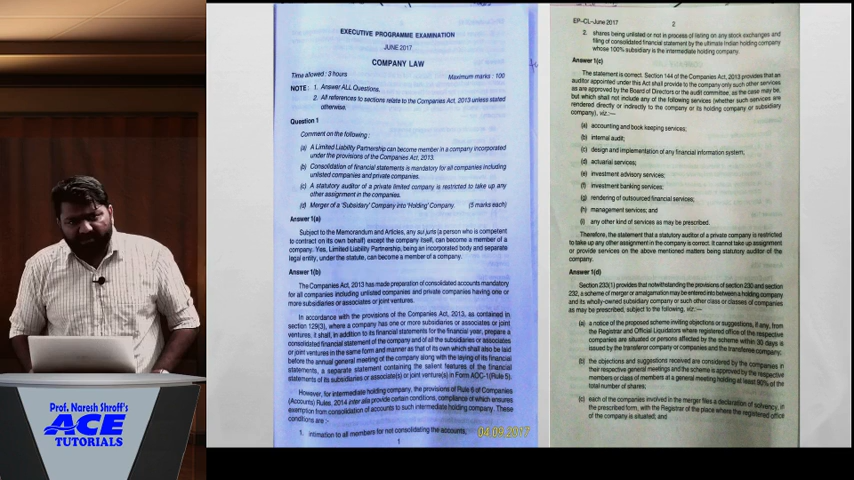 EXECUTIVE PROGRAMME EXAMINATION
JUNE 2017
COMPANY LAW
Time allowed : 3 hours Maximum marks : 100
NOTE : 1. Answer ALL Questions.
2. All references to sections relate to the Companies Act, 2013 unless stated
otherwise.
Question 1
Comment on the following :
(a) A Limited Liability Partnership can become member in a company incorporated
under the provisions of the Companies Act, 2013.
(b) Consolidation of financial statements is mandatory for all companies including
unlisted companies and private companies.
(c) A statutory auditor of a private limited company is restricted to take up any
other assignment in the company.
(d) Merger of a 'Subsidiary' Company into 'Holding' Company. (5 marks each)
Answer 1(a)
Subject to the Memorandum and Articles, any sui juris (a person who is competent
to contract on its own behalf) except the company itself, can become a member of a
company. Yes, Limited Liability Partnership, being an incorporated body and separate
legal entity, under the statute, can become a member of a company.
Answer 1(b)
The Companies Act, 2013 has made preparation of consolidated accounts mandatory
for all companies including unlisted companies and private companies having one or
more subsidiaries or associates or joint ventures.
In accordance with the provisions of the Companies Act, 2013, as contained in
section 129(3), where a company has one or more subsidiaries or associates or joint
ventures, it shall, in addition to its financial statements for the financial year, prepare a
consolidated financial statement of the company and of all the subsidiaries or associates
or joint ventures in the same form and manner as that of its own which shall also be laid
before the annual general meeting of the company along with the laying of its financial
statements, a separate statement containing the salient features of the financial
statements of its subsidiaries or associate(s) or joint venture(s) in Form AOC-1(Rule 5).
However, for intermediate holding company, the provisions of Rule 6 of Companies
(Accounts) Rules, 2014 inter alia provide certain conditions, compliance of which ensures
exemption from consolidation of accounts to such intermediate holding company. These
conditions are :-
1. intimation to all members for not consolidating the accounts,
1
04.09.2017
EP–CL–June 2017 2
2. shares being unlisted or not in process of listing on any stock exchanges and
filing of consolidated financial statement by the ultimate Indian holding company
whose 100% subsidiary is the intermediate holding company.
Answer 1(c)
The statement is correct. Section 144 of the Companies Act, 2013 provides that an
auditor appointed under this Act shall provide to the company only such other services
as are approved by the Board of Directors or the audit committee, as the case may be,
but which shall not include any of the following services (whether such services are
rendered directly or indirectly to the company or its holding company or subsidiary
company), viz.:—
(a) accounting and book keeping services;
(b) internal audit;
(c) design and implementation of any financial information system;
(d) actuarial services;
(e) investment advisory services;
(f) investment banking services;
(g) rendering of outsourced financial services;
(h) management services; and
(i) any other kind of services as may be prescribed.
Therefore, the statement that a statutory auditor of a private company is restricted
to take up any other assignment in the company is correct. It cannot take up assignment
or provide services on the above mentioned matters being statutory auditor of the
company.
Answer 1(d)
Section 233(1) provides that notwithstanding the provisions of section 230 and section
232, a scheme of merger or amalgamation may be entered into between a holding company
and its wholly-owned subsidiary company or such other class or classes of companies
as may be prescribed, subject to the following, viz.:—
(a) a notice of the proposed scheme inviting objections or suggestions, if any, from
the Registrar and Official Liquidators where registered office of the respective
companies are situated or persons affected by the scheme within 30 days is
issued by the transferor company or companies and the transferee company;
(b) the objections and suggestions received are considered by the companies in
their respective general meetings and the scheme is approved by the respective
members or class of members at a general meeting holding at least 90% of the
total number of shares;
(c) each of the companies involved in the merger files a declaration of solvency, in
the prescribed form, with the Registrar of the place where the registered office
of the company is situated; and
Prof. Naresh Shroff's
ACE
TUTORIALS